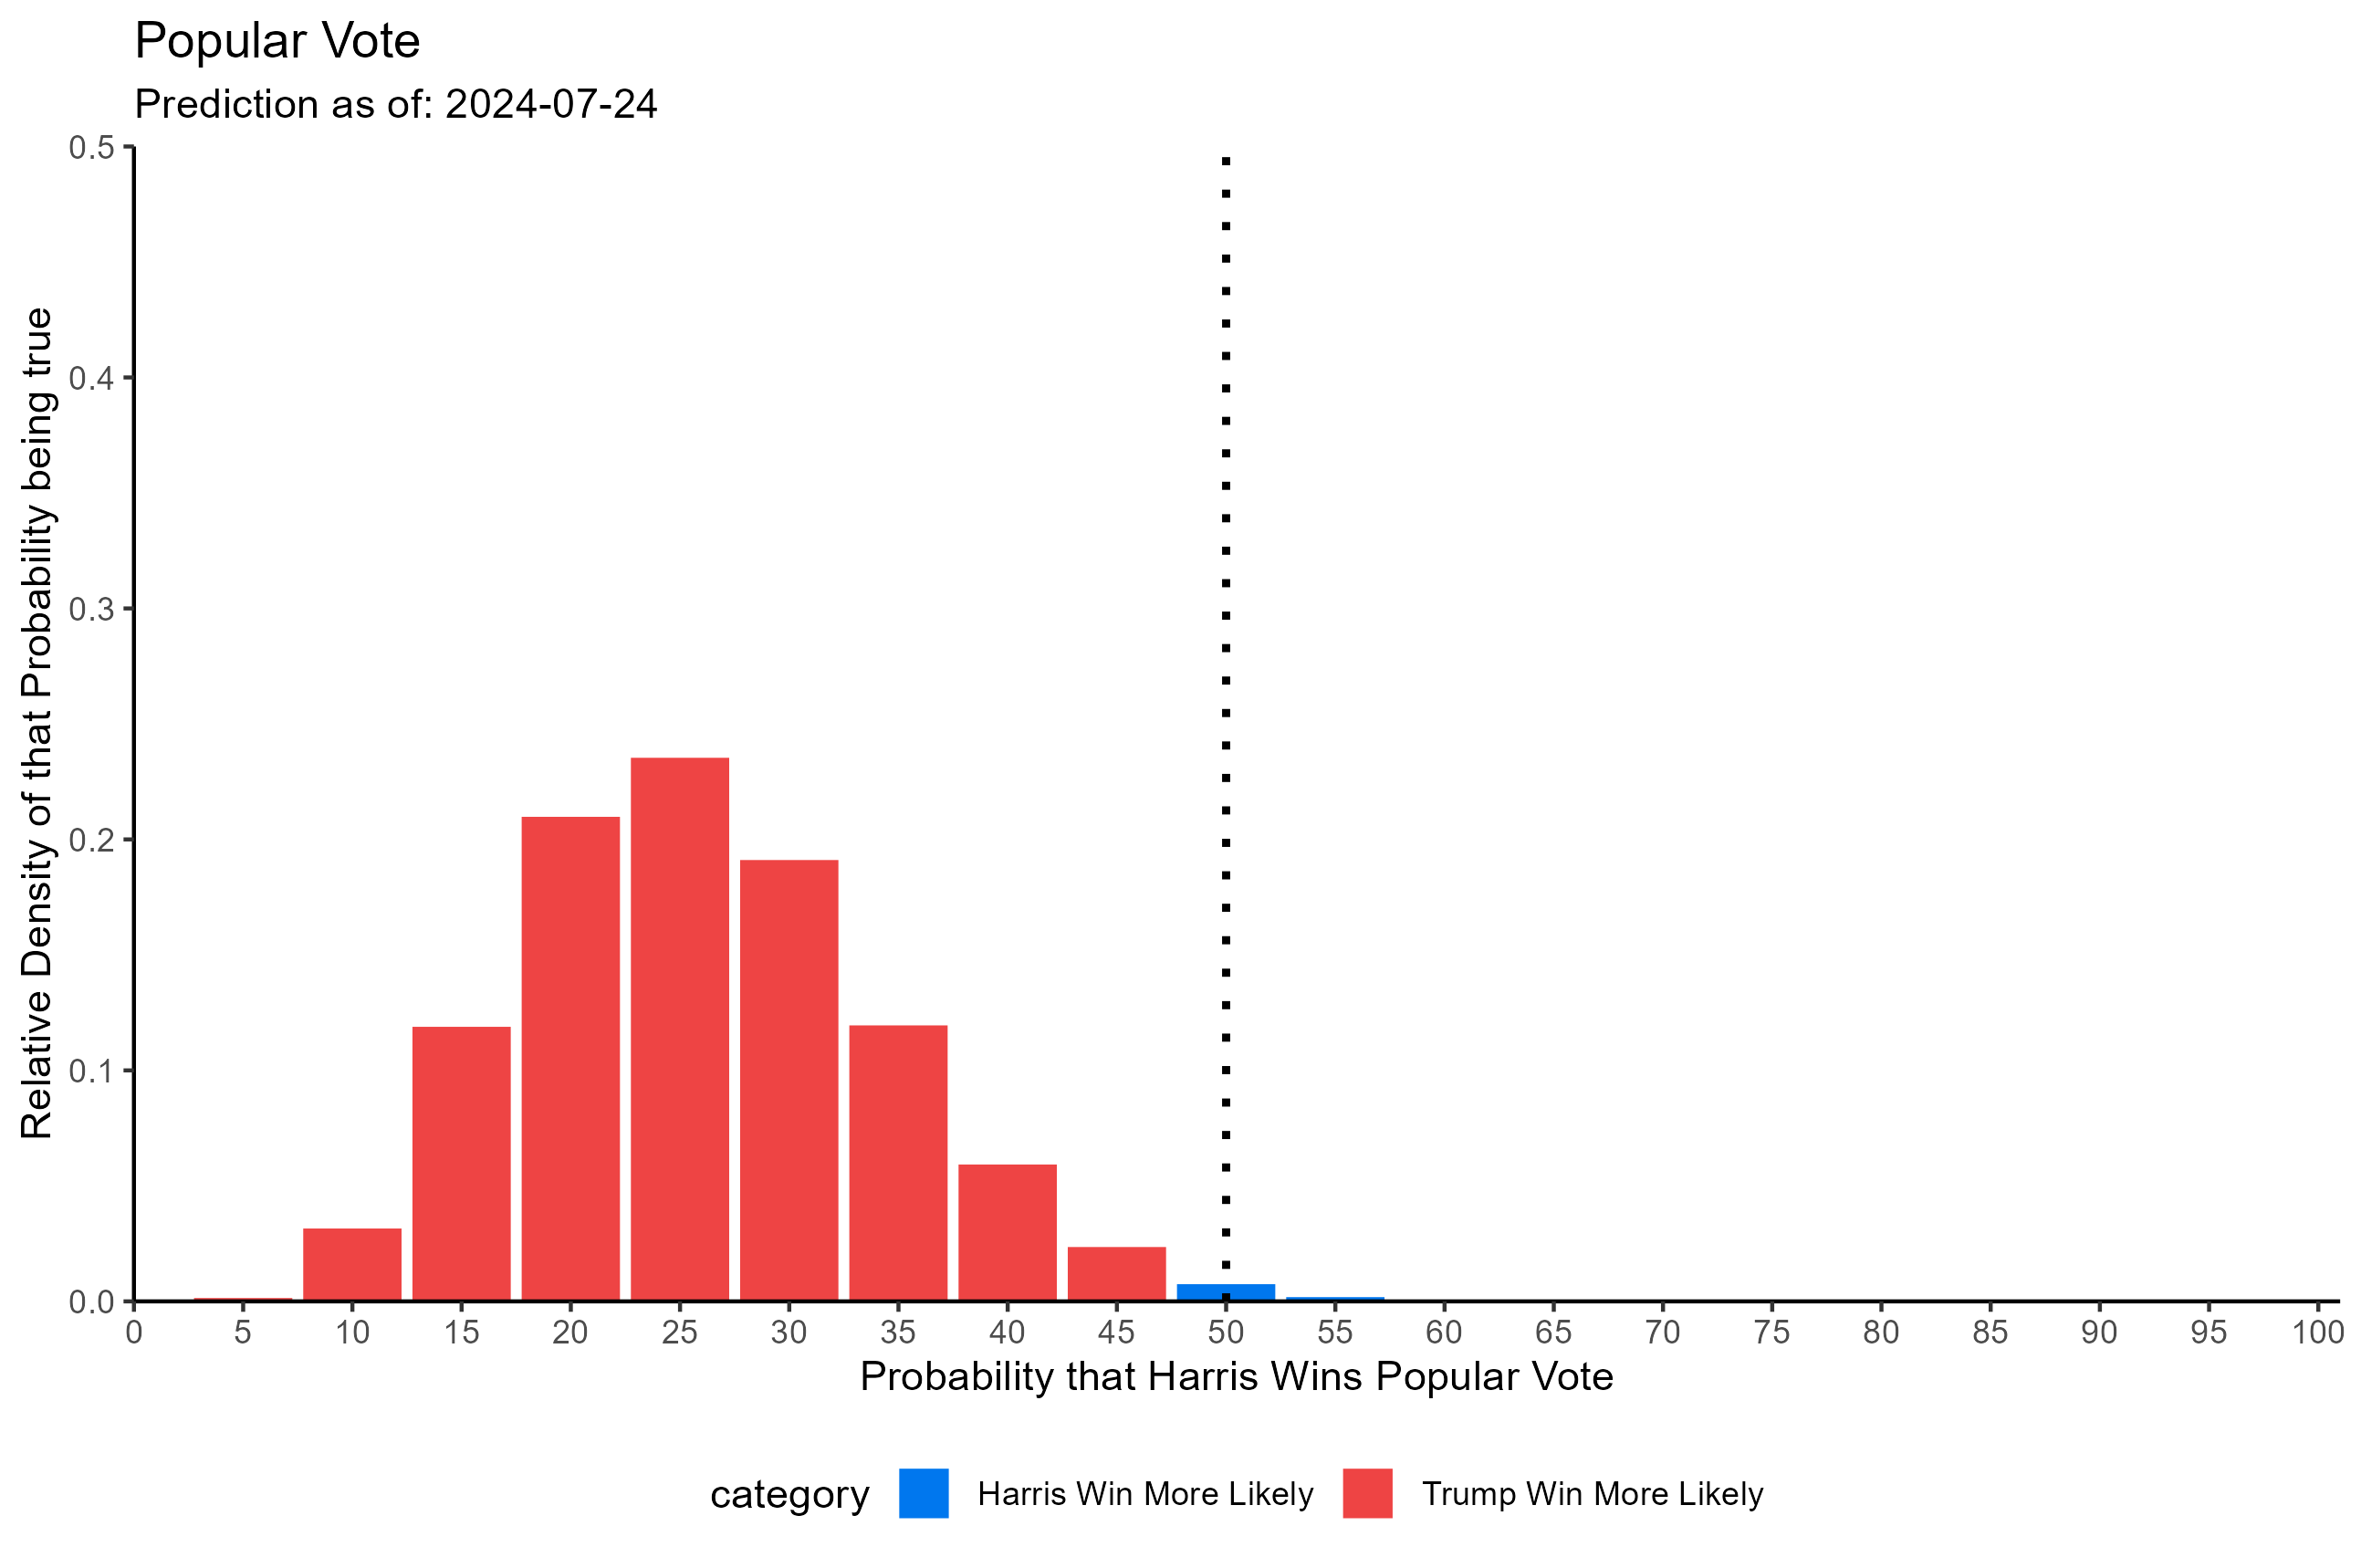 Popular Vote
Prediction as of: 2024-07-24
Relative Density of that Probability being true
0.5
0.4
0.3
0.2
0.1
0.0
0 5 10 15 20 25 30 35 40 45 50 55 60 65 70 75 80 85 90 95 100
Probability that Harris Wins Popular Vote
category Harris Win More Likely Trump Win More Likely